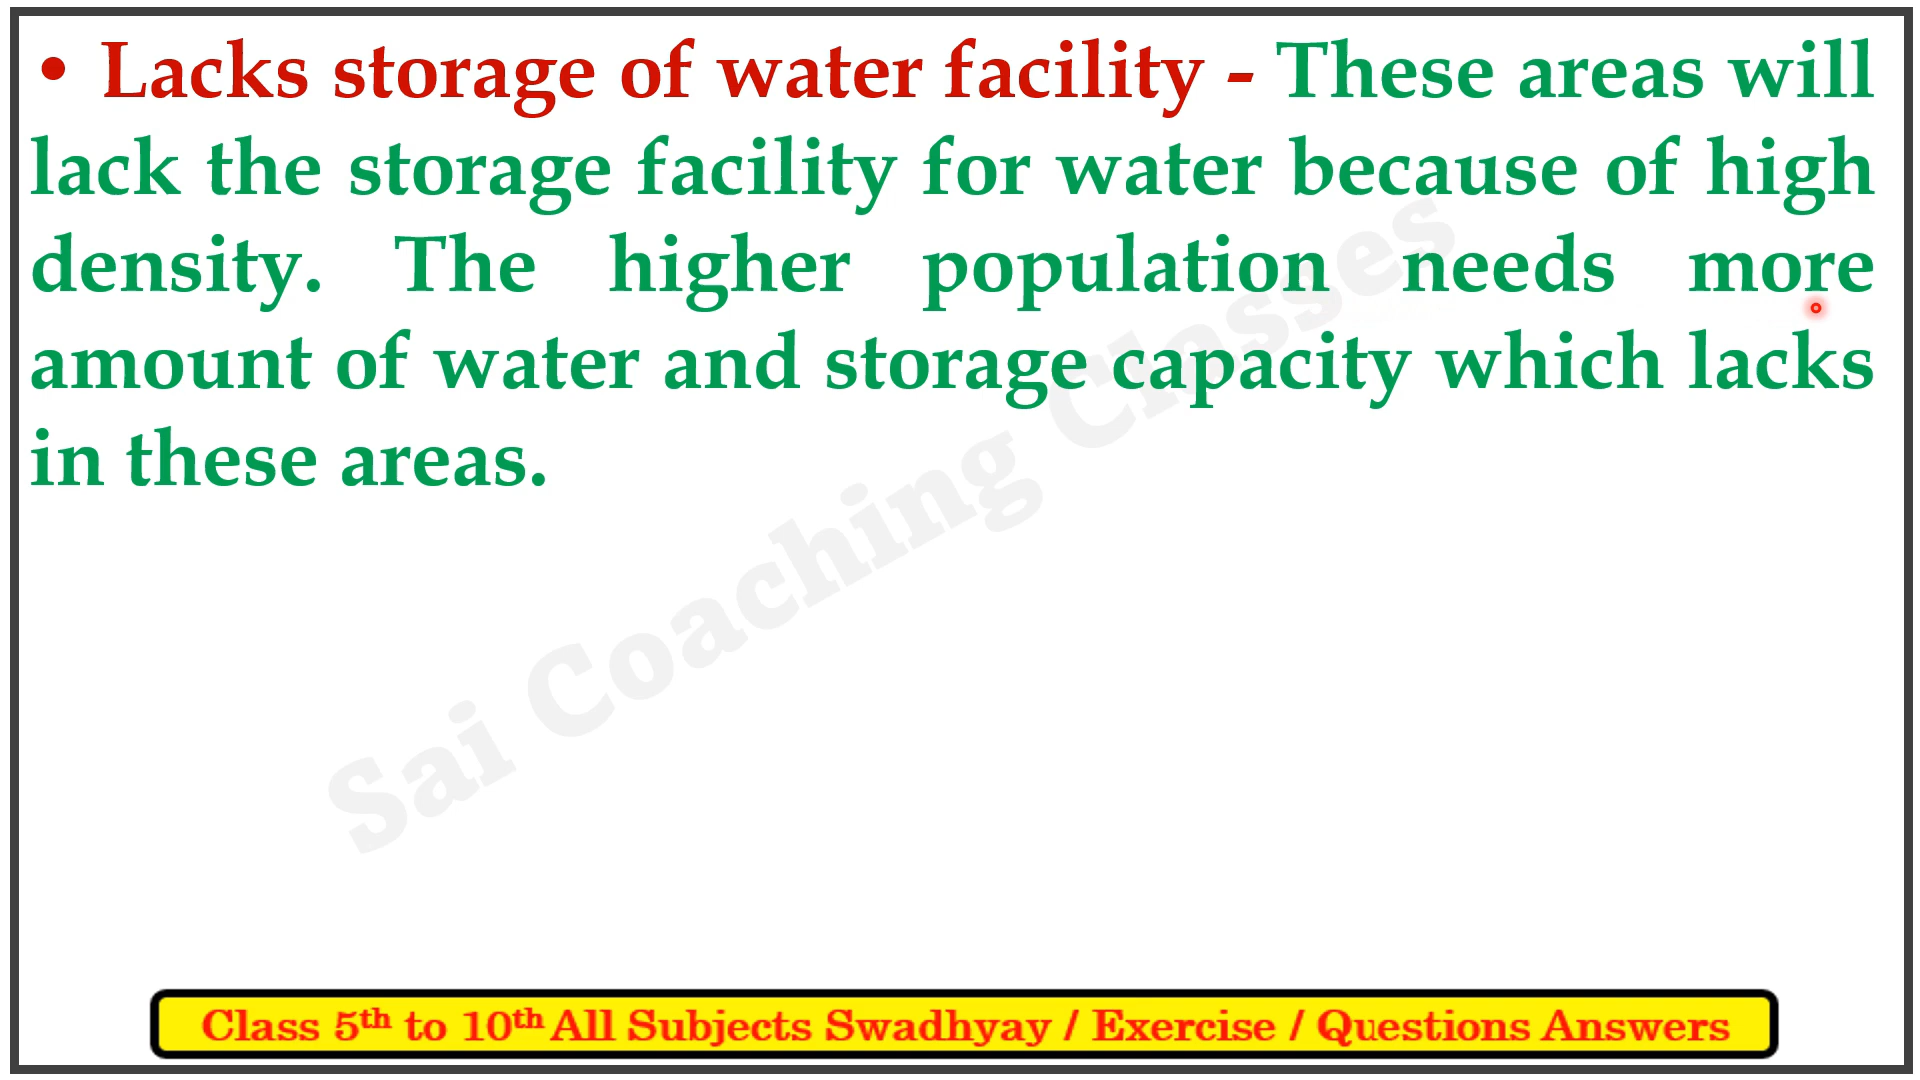 • Lacks storage of water facility - These areas will
lack the storage facility for water because of high
density. The higher population needs more
amount of water and storage capacity which lacks
in these areas.
Sai Coaching Classes
Class 5th to 10th All Subjects Swadhyay / Exercise / Questions Answers